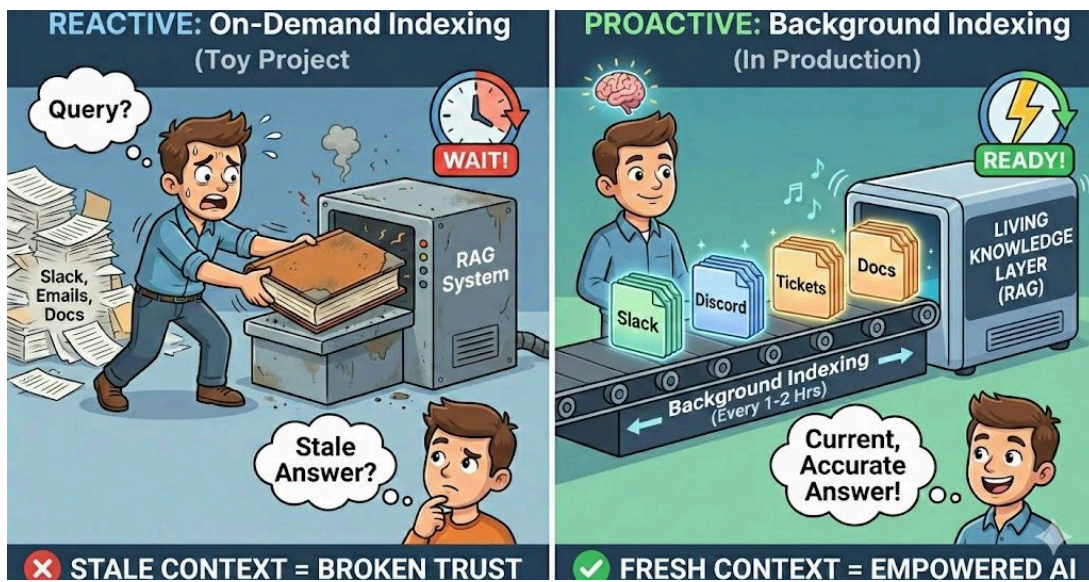 REACTIVE: On-Demand Indexing
(Toy Project
Query?
WAIT!
Slack,
Emails,
Docs
RAG
System
Stale
Answer?
STALE CONTEXT = BROKEN TRUST
PROACTIVE: Background Indexing
(In Production)
READY!
Slack
Discord
Tickets
Docs
LIVING
KNOWLEDGE
LAYER
(RAG)
Background Indexing
(Every 1-2 Hrs)
Current,
Accurate
Answer!
FRESH CONTEXT = EMPOWERED AI